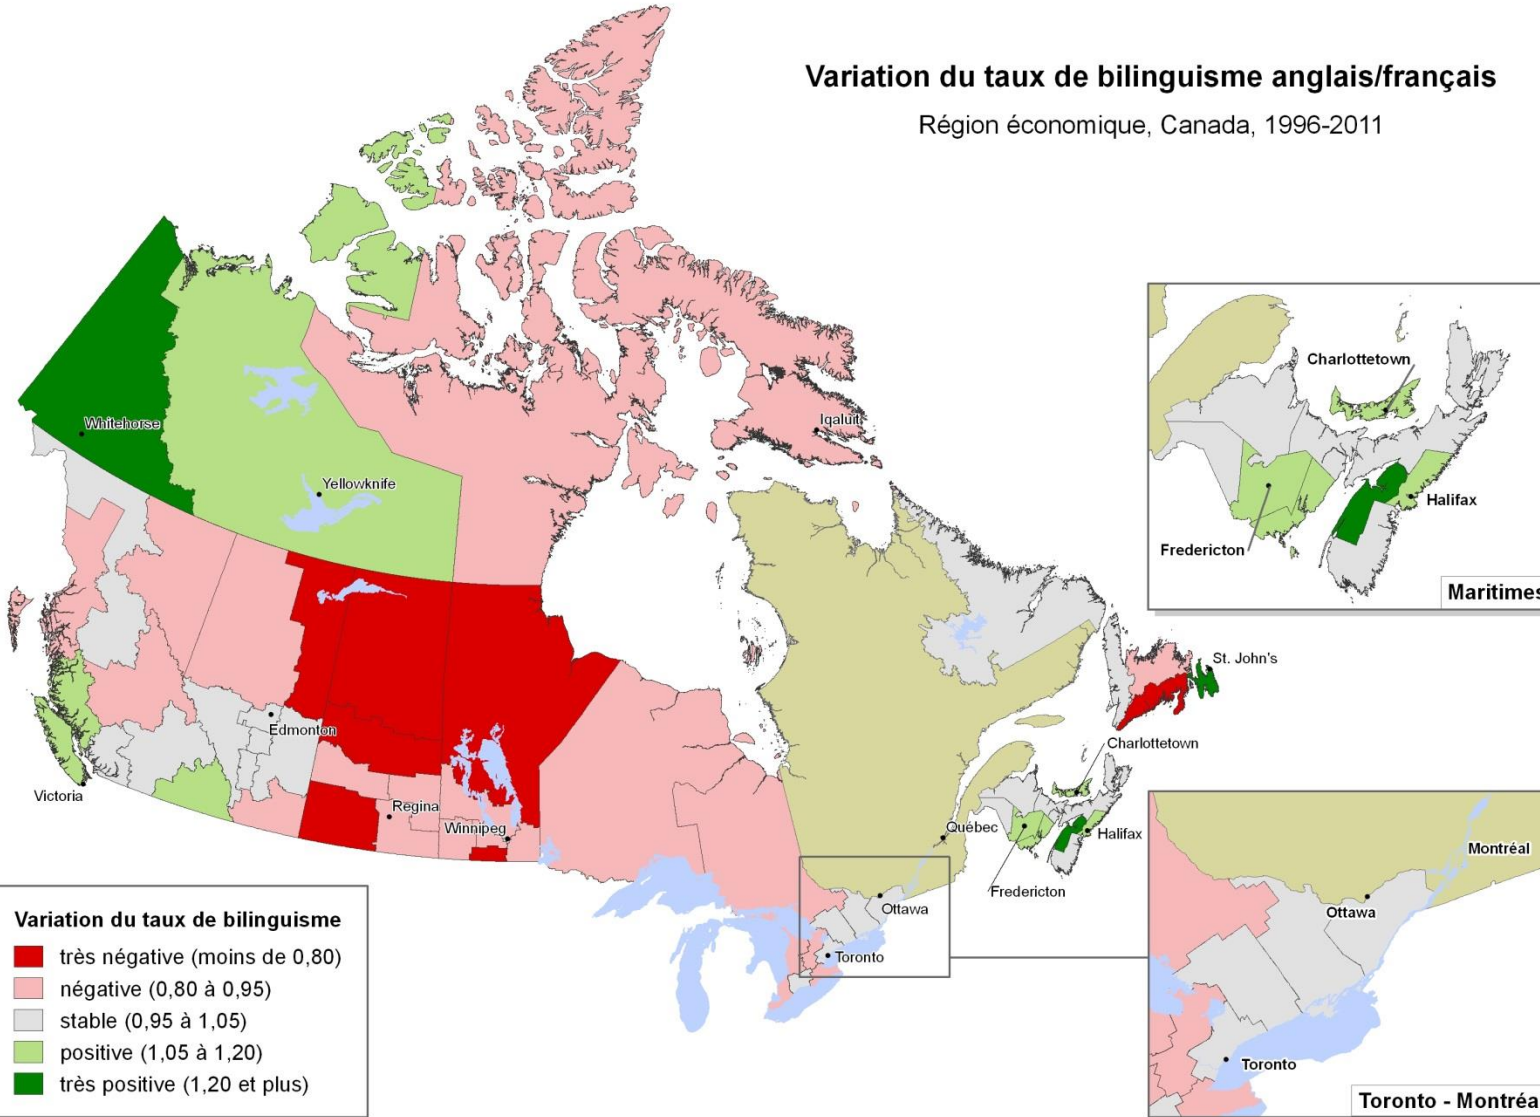 Variation du taux de bilinguisme anglais/français
Région économique, Canada, 1996-2011
Whitehorse
Yellowknife
Iqaluit
Edmonton
Victoria
Regina
Winnipeg
St. John's
Charlottetown
Québec
Halifax
Fredericton
Ottawa
Toronto
Charlottetown
Halifax
Fredericton
Maritimes
Montréal
Ottawa
Toronto
Toronto - Montréa
Variation du taux de bilinguisme
très négative (moins de 0,80)
négative (0,80 à 0,95)
stable (0,95 à 1,05)
positive (1,05 à 1,20)
très positive (1,20 et plus)